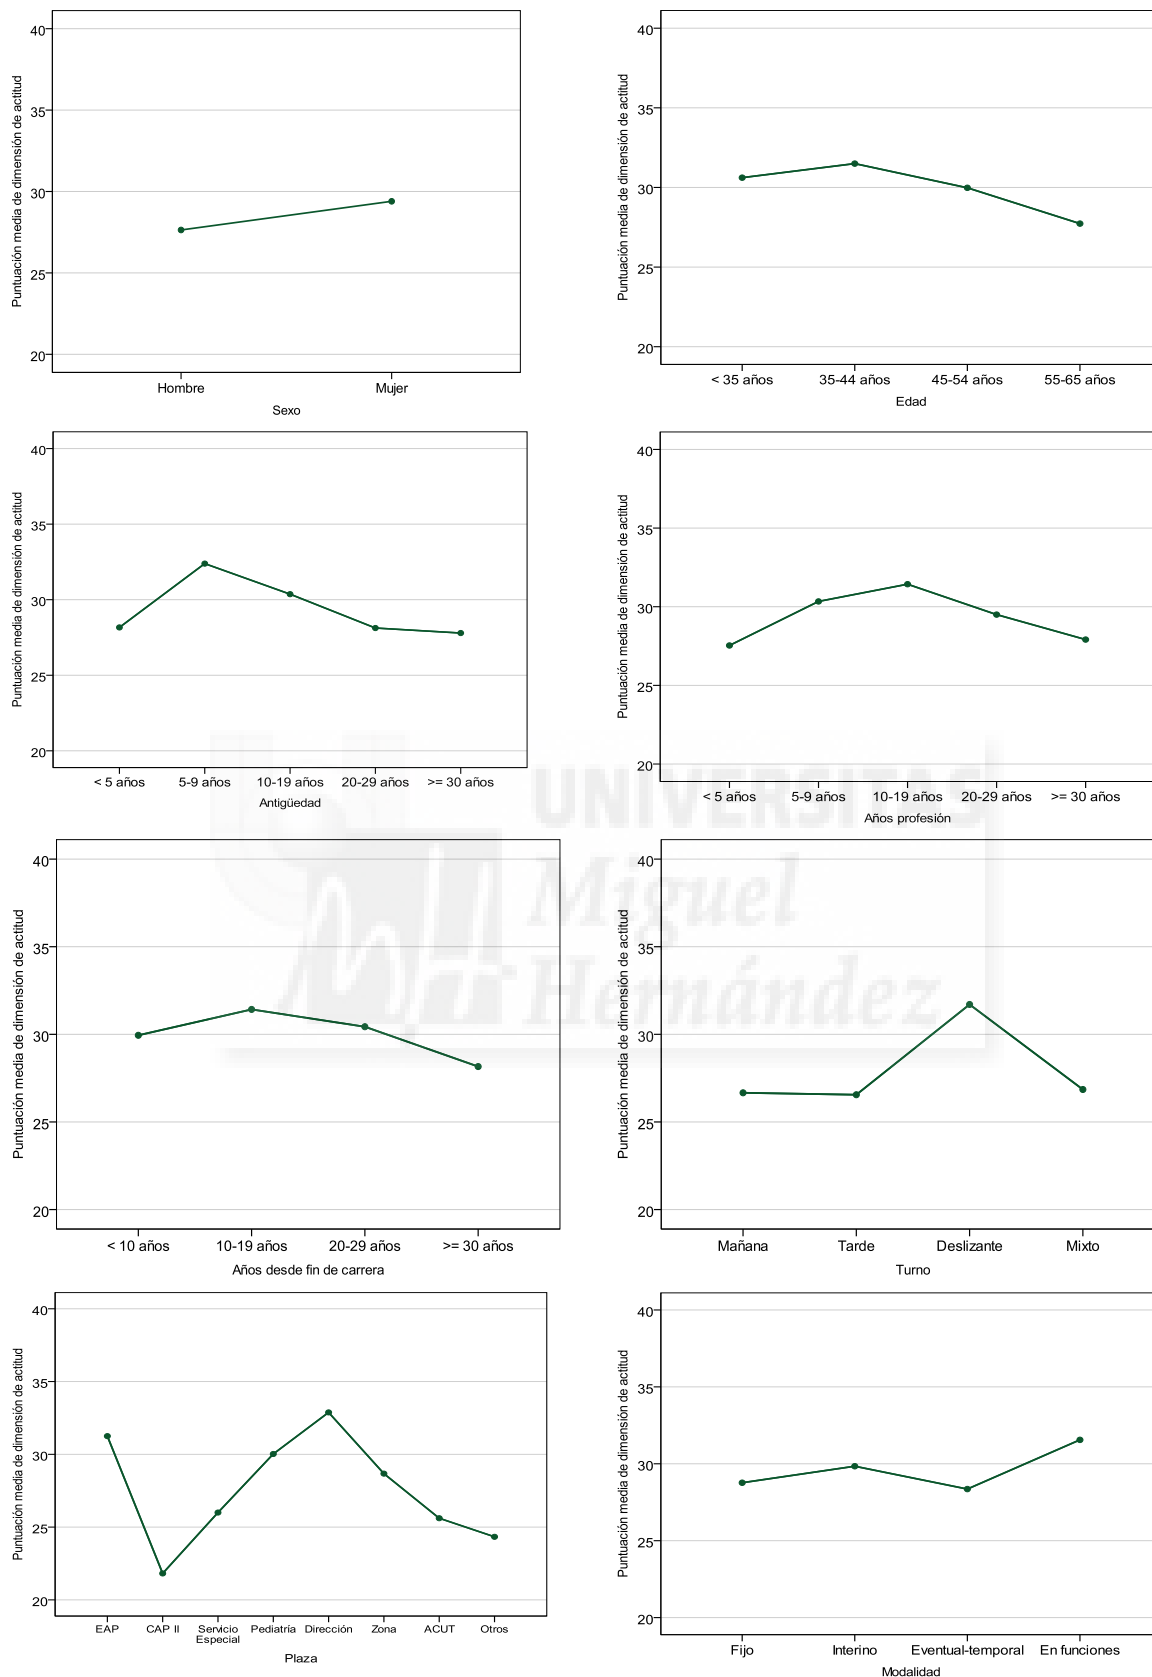 40
35
30
25
20
Puntuación media de dimensión de actitud
Hombre Mujer
Sexo
40
35
30
25
20
Puntuación media de dimensión de actitud
< 35 años 35-44 años 45-54 años 55-65 años
Edad
40
35
30
25
20
Puntuación media de dimensión de actitud
< 5 años 5-9 años 10-19 años 20-29 años >= 30 años
Antigüedad
40
35
30
25
20
Puntuación media de dimensión de actitud
< 5 años 5-9 años 10-19 años 20-29 años >= 30 años
Años profesión
UNIVERSITAS
Miguel
Hernández
40
35
30
25
20
Puntuación media de dimensión de actitud
< 10 años 10-19 años 20-29 años >= 30 años
Años desde fin de carrera
40
35
30
25
20
Puntuación media de dimensión de actitud
Mañana Tarde Deslizante Mixto
Turno
40
35
30
25
20
Puntuación media de dimensión de actitud
EAP CAP II Servicio Pediatría Dirección Zona ACUT Otros
Especial
Plaza
40
35
30
25
20
Puntuación media de dimensión de actitud
Fijo Interino Eventual-temporal En funciones
Modalidad